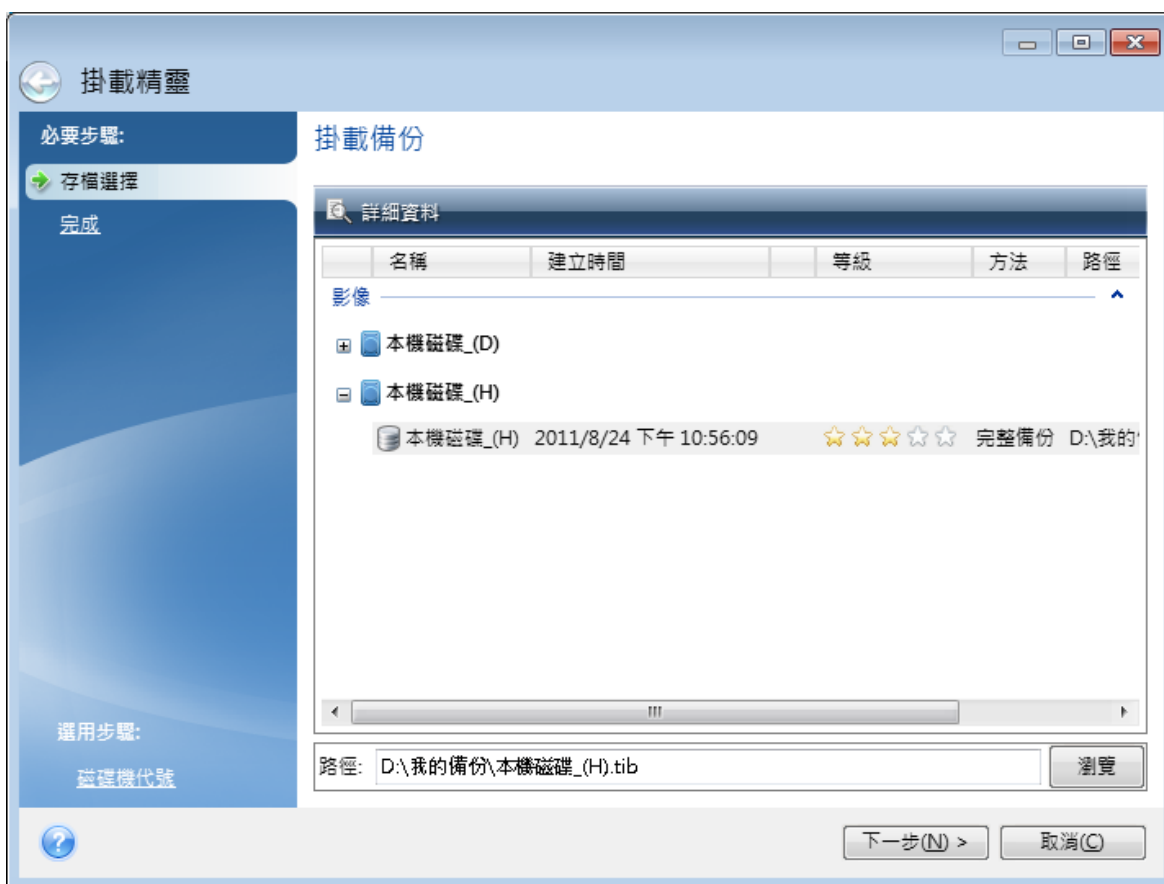 掛載精靈
必要步驟:
存檔選擇
完成
選用步驟:
磁碟機代號
掛載備份
詳細資料
名稱 建立時間 等級 方法 路徑
影像
本機磁碟_(D)
本機磁碟_(H)
本機磁碟_(H) 2011/8/24 下午 10:56:09 完整備份 D:\我的
路徑: D:\我的備份\本機磁碟_(H).tib 瀏覽
下一步(N) > 取消(C)